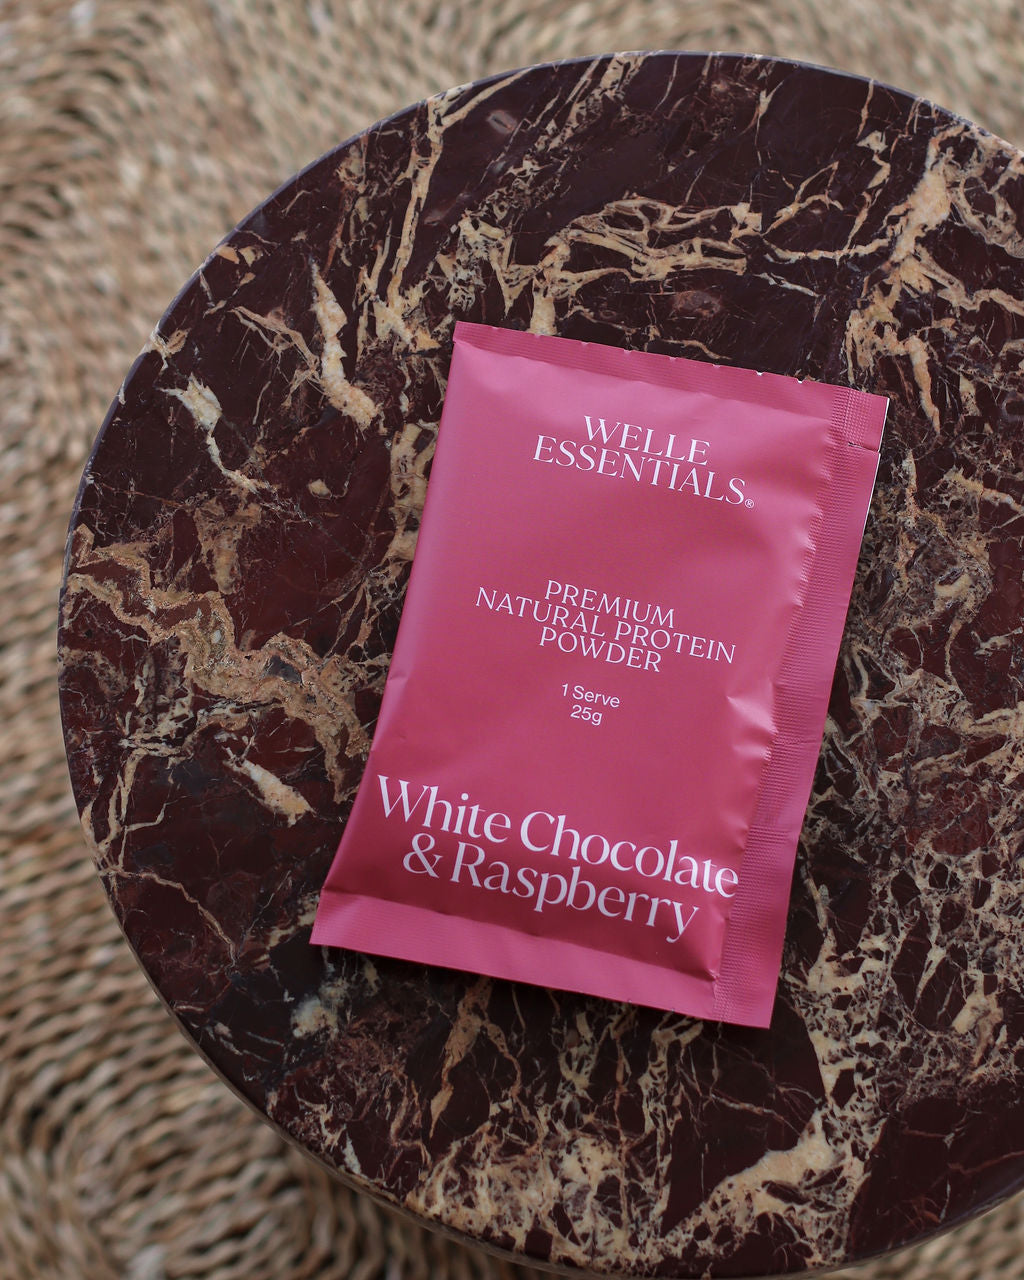 WELLE
ESSENTIALS®
PREMIUM
NATURAL PROTEIN
POWDER
1 Serve
25g
White Chocolate
& Raspberry